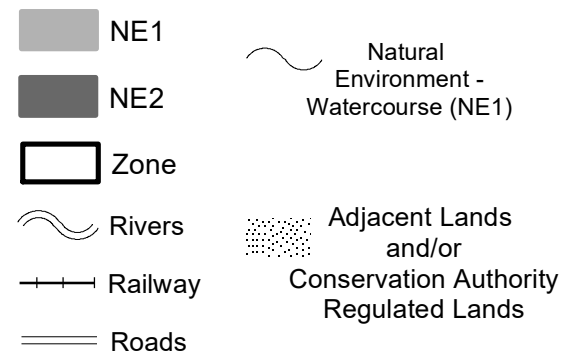 NE1
NE2
Zone
Rivers
Railway
Roads
Natural
Environment -
Watercourse (NE1)
Adjacent Lands
and/or
Conservation Authority
Regulated Lands